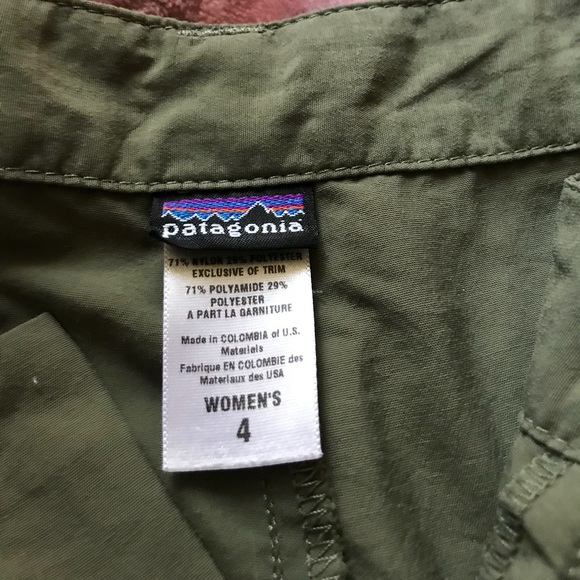 patagonia
71% NYLON 29% POLYESTER
EXCLUSIVE OF TRIM
71% POLYAMIDE 29%
POLYESTER
A PART LA GARNITURE
Made in COLOMBIA of U.S.
Materiels
Fabrique EN COLOMBIE des
Materiaux des USA
WOMEN'S
4